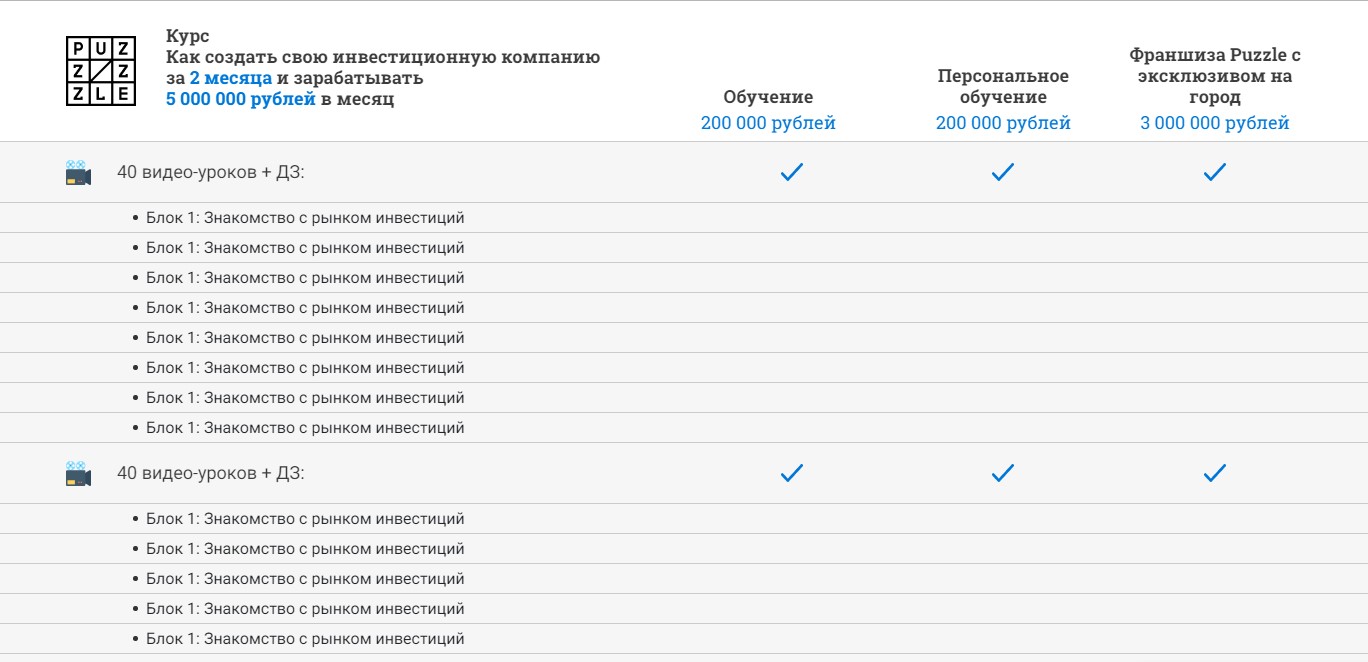 PUZ
Z Z
ZLE
Курс
Как создать свою инвестиционную компанию
за 2 месяца и зарабатывать
5 000 000 рублей в месяц
Обучение
200 000 рублей
Персональное
обучение
200 000 рублей
Франшиза Puzzle с
эксклюзивом на
город
3 000 000 рублей
40 видео-уроков + ДЗ:
• Блок 1: Знакомство с рынком инвестиций
• Блок 1: Знакомство с рынком инвестиций
• Блок 1: Знакомство с рынком инвестиций
• Блок 1: Знакомство с рынком инвестиций
• Блок 1: Знакомство с рынком инвестиций
• Блок 1: Знакомство с рынком инвестиций
• Блок 1: Знакомство с рынком инвестиций
• Блок 1: Знакомство с рынком инвестиций
40 видео-уроков + ДЗ:
• Блок 1: Знакомство с рынком инвестиций
• Блок 1: Знакомство с рынком инвестиций
• Блок 1: Знакомство с рынком инвестиций
• Блок 1: Знакомство с рынком инвестиций
• Блок 1: Знакомство с рынком инвестиций